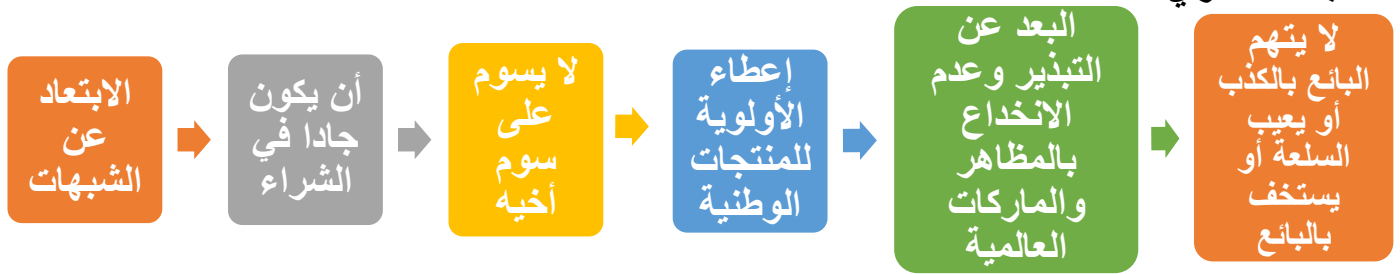 الابتعاد
عن
الشبهات
أن يكون
جادا في
الشراء
لا يسوم
على
سوم
أخيه
إعطاء
الأولوية
للمنتجات
الوطنية
البعد عن
التبذير وعدم
الانخداع
بالمظاهر
والماركات
العالمية
لا يتهم
البائع بالكذب
أو يعيب
السلعة أو
يستخف
بالبائع